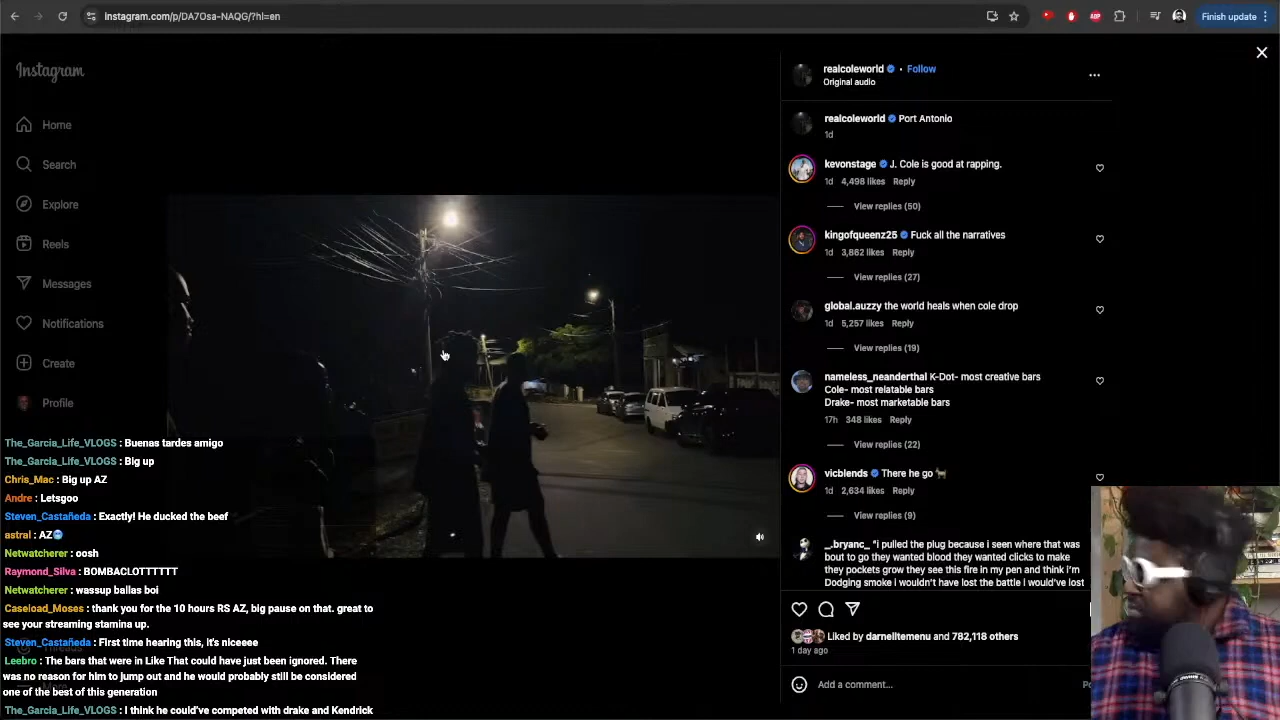 Instagram.com/p/DA7Osa-NAQG/?hl=en
Finish update
Instagram
Home
Search
Explore
Reels
Messages
Notifications
Create
Profile
realcoleworld • Follow
Original audio
realcoleworld Port Antonio
1d
kevonstage J. Cole is good at rapping.
1d 4,498 likes Reply
View replies (50)
kingofqueenz25 Fuck all the narratives
1d 3,862 likes Reply
View replies (27)
global.auzzy the world heals when cole drop
1d 5,257 likes Reply
View replies (19)
nameless_neanderthal K-Dot- most creative bars
Cole- most relatable bars
Drake- most marketable bars
17h 348 likes Reply
View replies (22)
vicblends There he go 🐐
1d 2,634 likes Reply
View replies (9)
_.bryanc_ "i pulled the plug because i seen where that was
bout to go they wanted blood they wanted clicks to make
they pockets grow they see this fire in my pen and think i'm
Dodging smoke i wouldn't have lost the battle i would've lost
Liked by darnelltemenu and 782,118 others
1 day ago
Add a comment...
The_Garcia_Life_VLOGS : Buenas tardes amigo
The_Garcia_Life_VLOGS : Big up
Chris_Mac : Big up AZ
Andre : Letsgoo
Steven_Castañeda : Exactly! He ducked the beef
astral : AZ🥶
Netwatcherer : oosh
Raymond_Silva : BOMBACLOTTTTTT
Netwatcherer : wassup ballas boi
Caseload_Moses : thank you for the 10 hours RS AZ, big pause on that. great to
see your streaming stamina up.
Steven_Castañeda : First time hearing this, it's niceeee
Leebro : The bars that were in Like That could have just been ignored. There
was no reason for him to jump out and he would probably still be considered
one of the best of this generation
The_Garcia_Life_VLOGS : I think he could've competed with drake and Kendrick